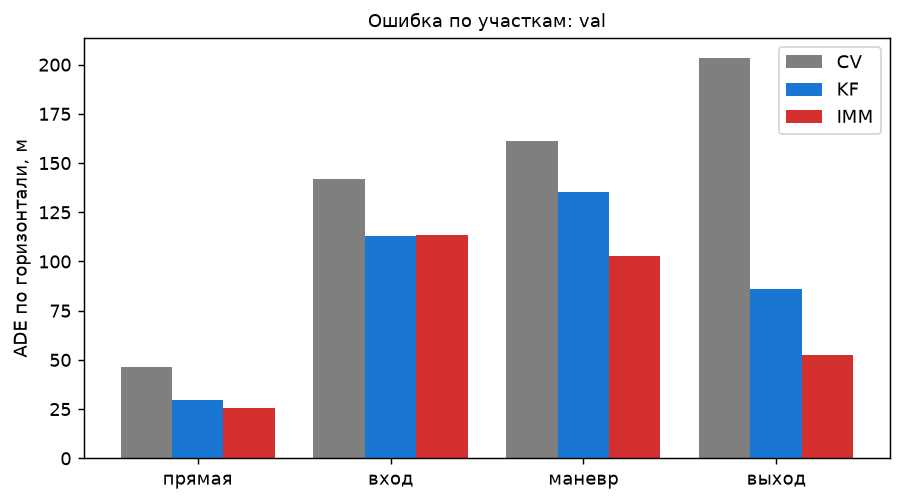 Ошибка по участкам: val
ADE по горизонтали, м
200
175
150
125
100
75
50
25
0
CV
KF
IMM
прямая
вход
маневр
выход